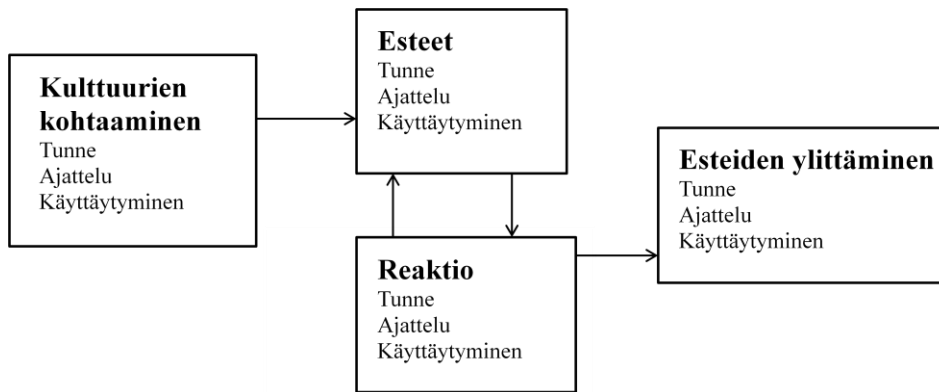 Kulttuurien
kohtaaminen
Tunne
Ajattelu
Käyttäytyminen
Esteet
Tunne
Ajattelu
Käyttäytyminen
Reaktio
Tunne
Ajattelu
Käyttäytyminen
Esteiden ylittäminen
Tunne
Ajattelu
Käyttäytyminen